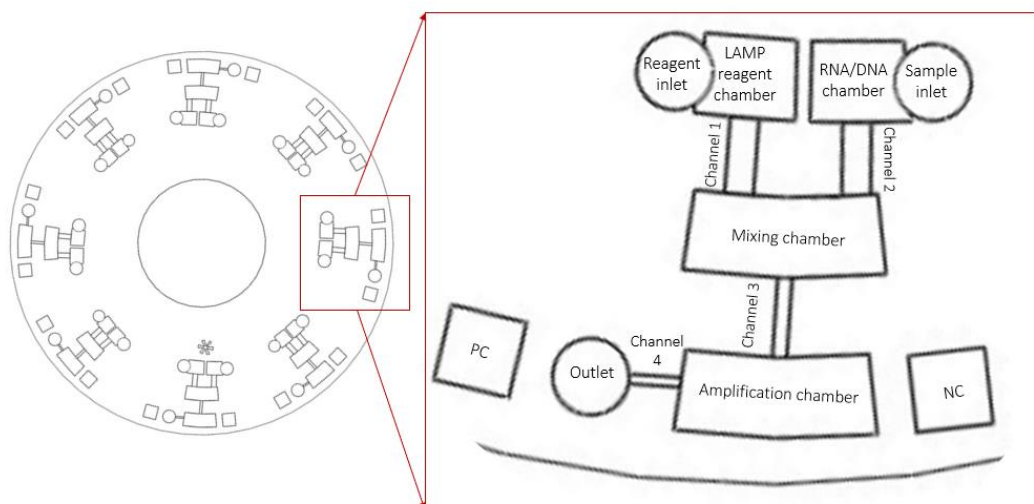 Reagent
inlet
LAMP
reagent
chamber
RNA/DNA
chamber
Sample
inlet
Channel 1
Channel 2
Mixing chamber
Channel 3
PC
Outlet
Channel
4
Amplification chamber
NC